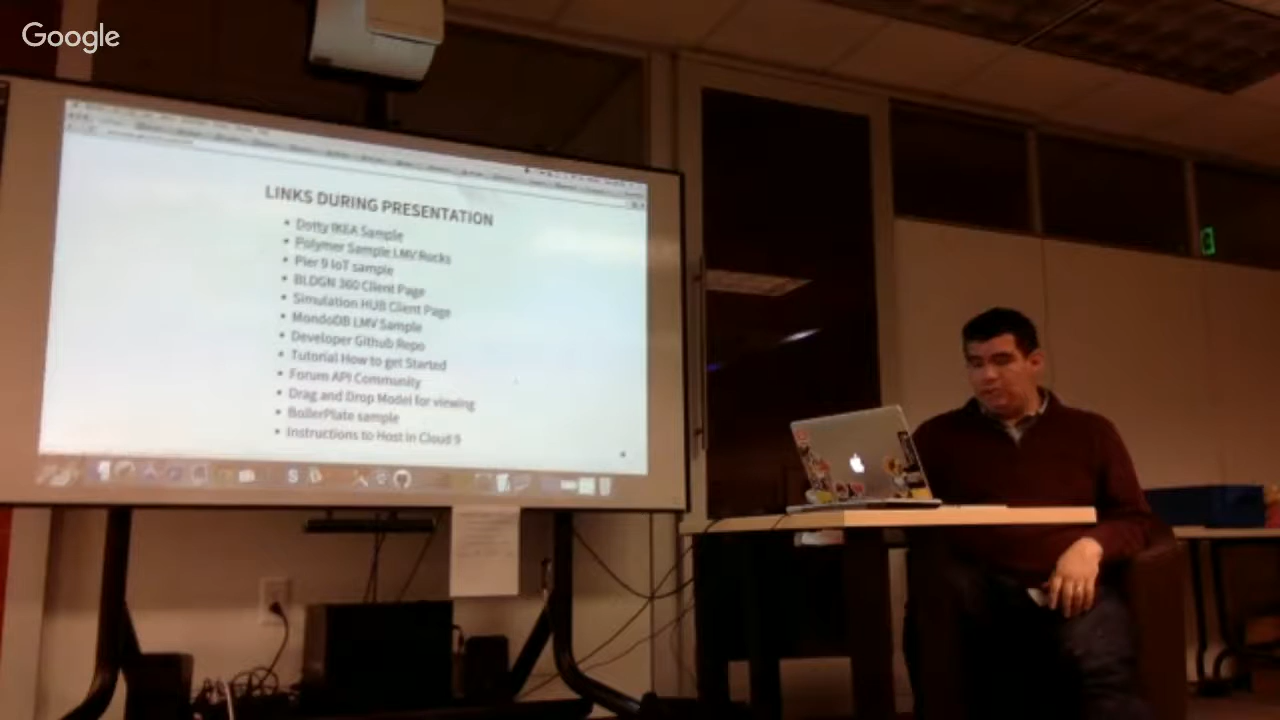 Google
LINKS DURING PRESENTATION
• Dotty IKEA Sample
• Polymer Sample LMV Rocks
• Pier 9 IoT sample
• BLDGN 360 Client Page
• Simulation HUB Client Page
• MondoDB LMV Sample
• Developer Github Repo
• Tutorial How to get Started
• Forum API Community
• Drag and Drop Model for viewing
• BoilerPlate sample
• Instructions to Host in Cloud 9